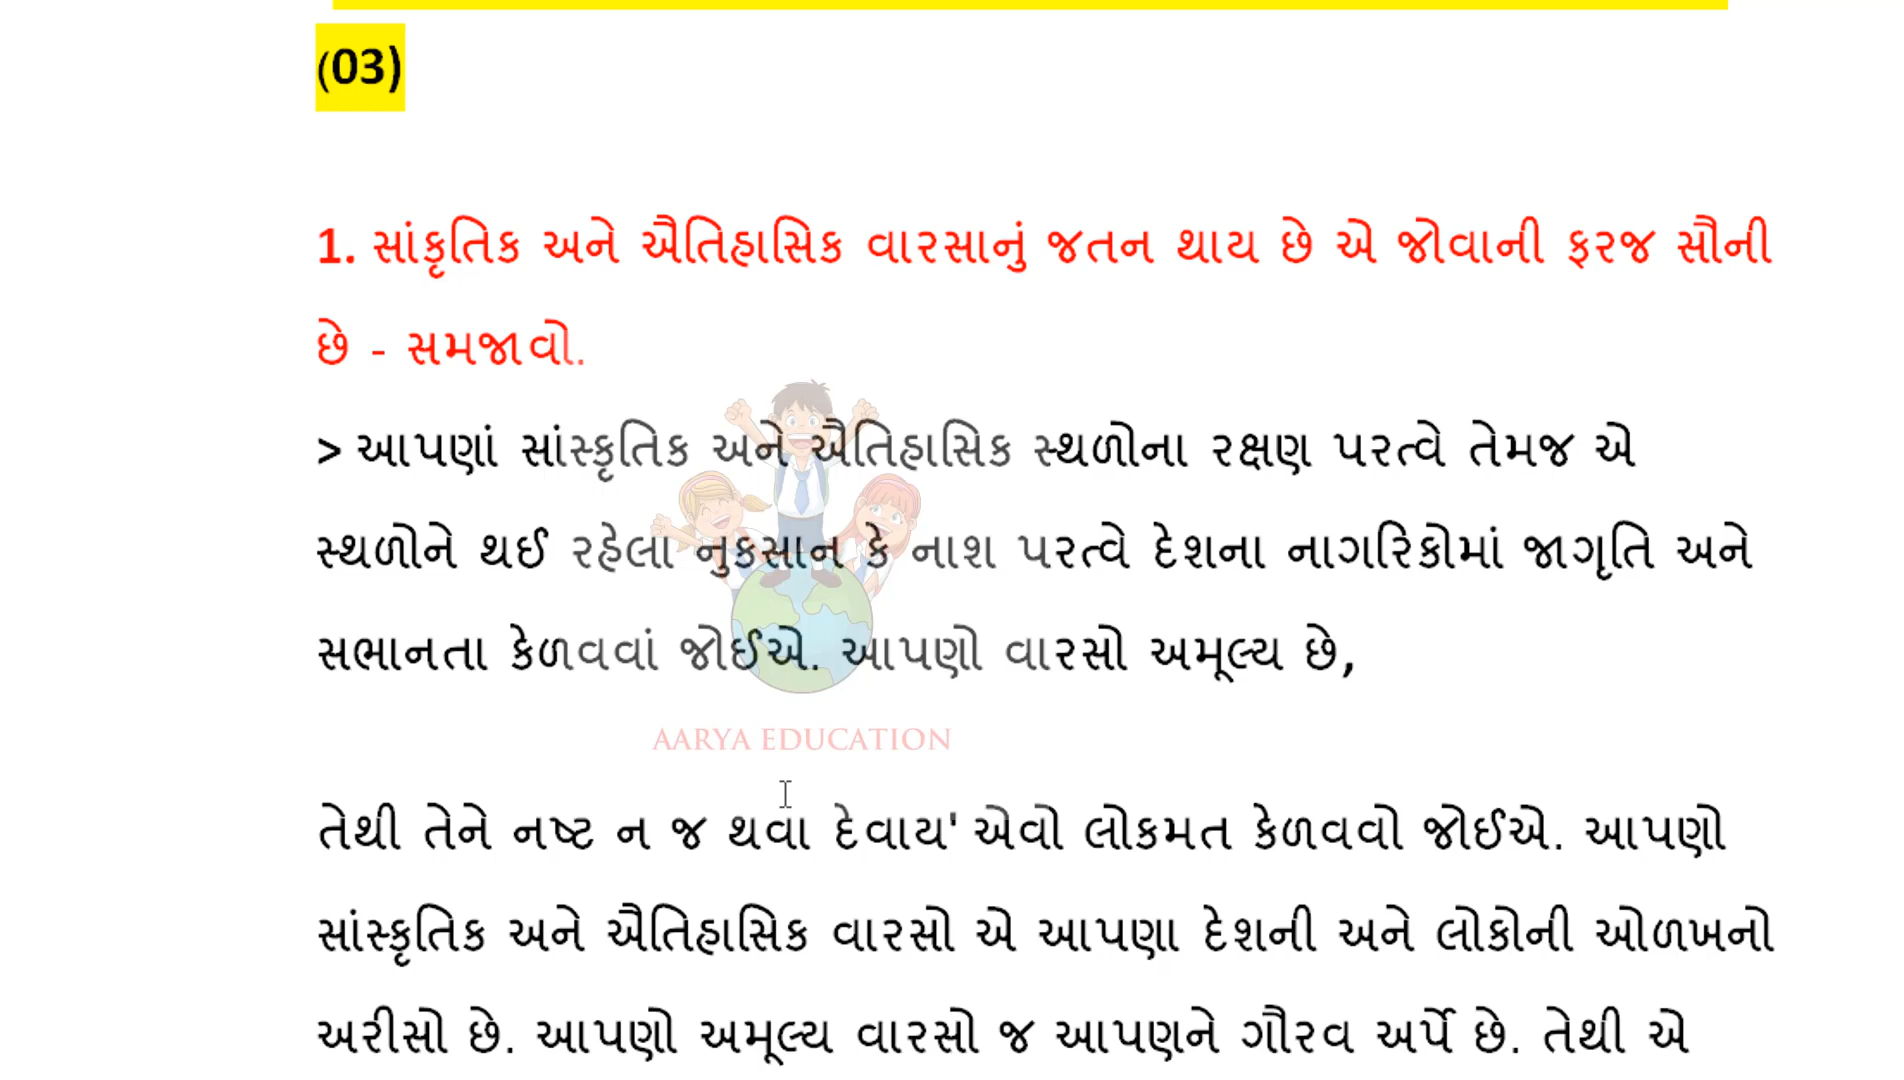 (03)
1. સાંકૃતિક અને ઐતિહાસિક વારસાનું જતન થાય છે એ જોવાની ફરજ સૌની
છે - સમજાવો.
> આપણાં સાંસ્કૃતિક અને ઐતિહાસિક સ્થળોના રક્ષણ પરત્વે તેમજ એ
સ્થળોને થઈ રહેલા નુકસાન કે નાશ પરત્વે દેશના નાગરિકોમાં જાગૃતિ અને
સભાનતા કેળવવાં જોઈએ. આપણો વારસો અમૂલ્ય છે,
AARYA EDUCATION
તેથી તેને નષ્ટ ન જ થવા દેવાય' એવો લોકમત કેળવવો જોઈએ. આપણો
સાંસ્કૃતિક અને ઐતિહાસિક વારસો એ આપણા દેશની અને લોકોની ઓળખનો
અરીસો છે. આપણો અમૂલ્ય વારસો જ આપણને ગૌરવ અર્પે છે. તેથી એ